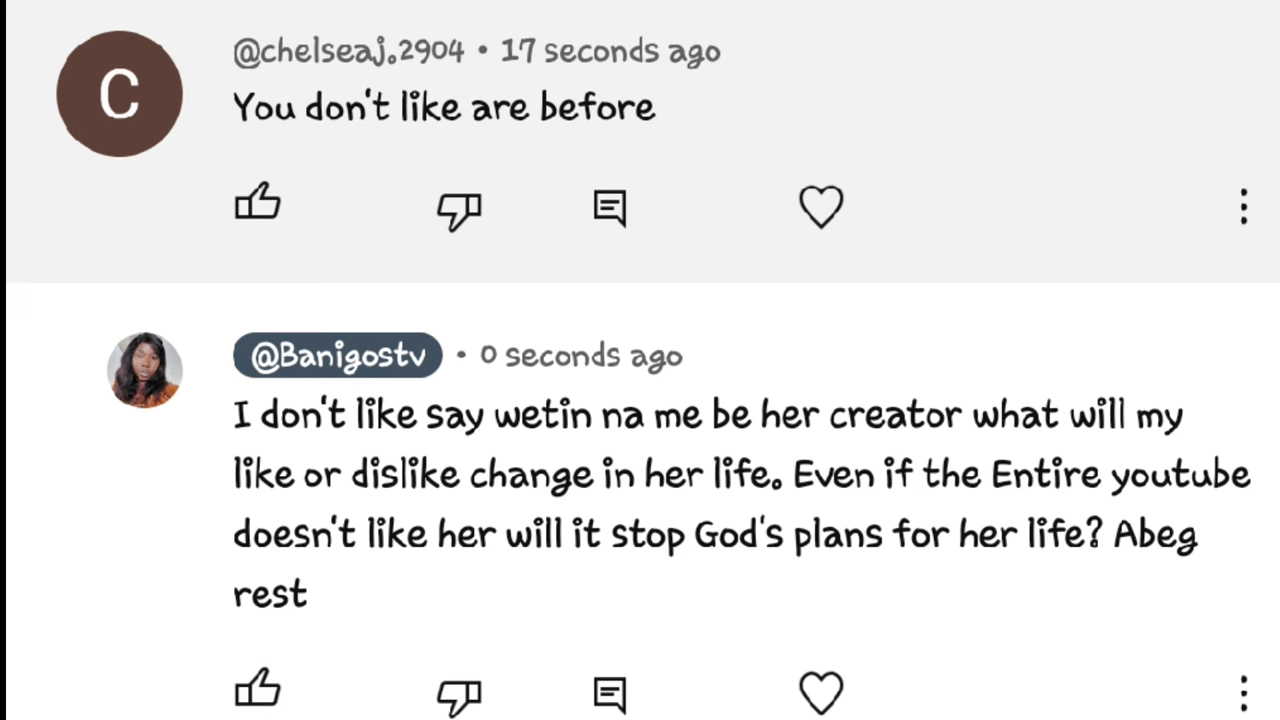 C
@chelseaj.2904 • 17 seconds ago
You don't like are before
@Banigostv • 0 seconds ago
I don't like say wetin na me be her creator what will my
like or dislike change in her life. Even if the Entire youtube
doesn't like her will it stop God's plans for her life? Abeg
rest